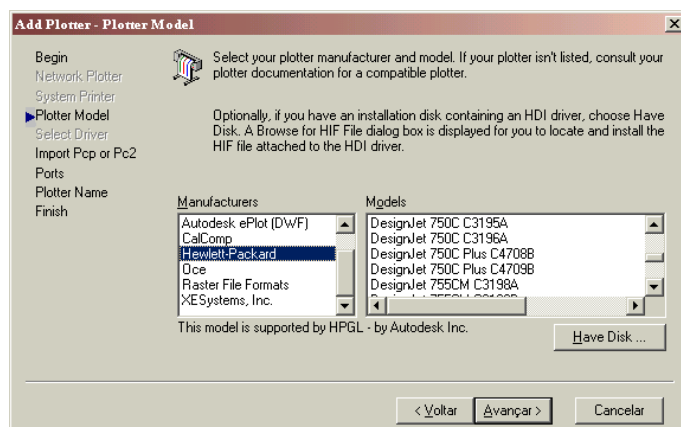 Add Plotter - Plotter Model
Begin
Network Plotter
System Printer
Plotter Model
Select Driver
Import Pcp or Pc2
Ports
Plotter Name
Finish
Select your plotter manufacturer and model. If your plotter isn't listed, consult your
plotter documentation for a compatible plotter.
Optionally, if you have an installation disk containing an HDI driver, choose Have
Disk. A Browse for HIF File dialog box is displayed for you to locate and install the
HIF file attached to the HDI driver.
Manufacturers
Autodesk ePlot (DWF)
CalComp
Hewlett-Packard
Oce
Raster File Formats
XESystems, Inc.
Models
DesignJet 750C C3195A
DesignJet 750C C3196A
DesignJet 750C Plus C4708B
DesignJet 750C Plus C4709B
DesignJet 755CM C3198A
This model is supported by HPGL - by Autodesk Inc.
Have Disk ...
< Voltar
Avançar >
Cancelar